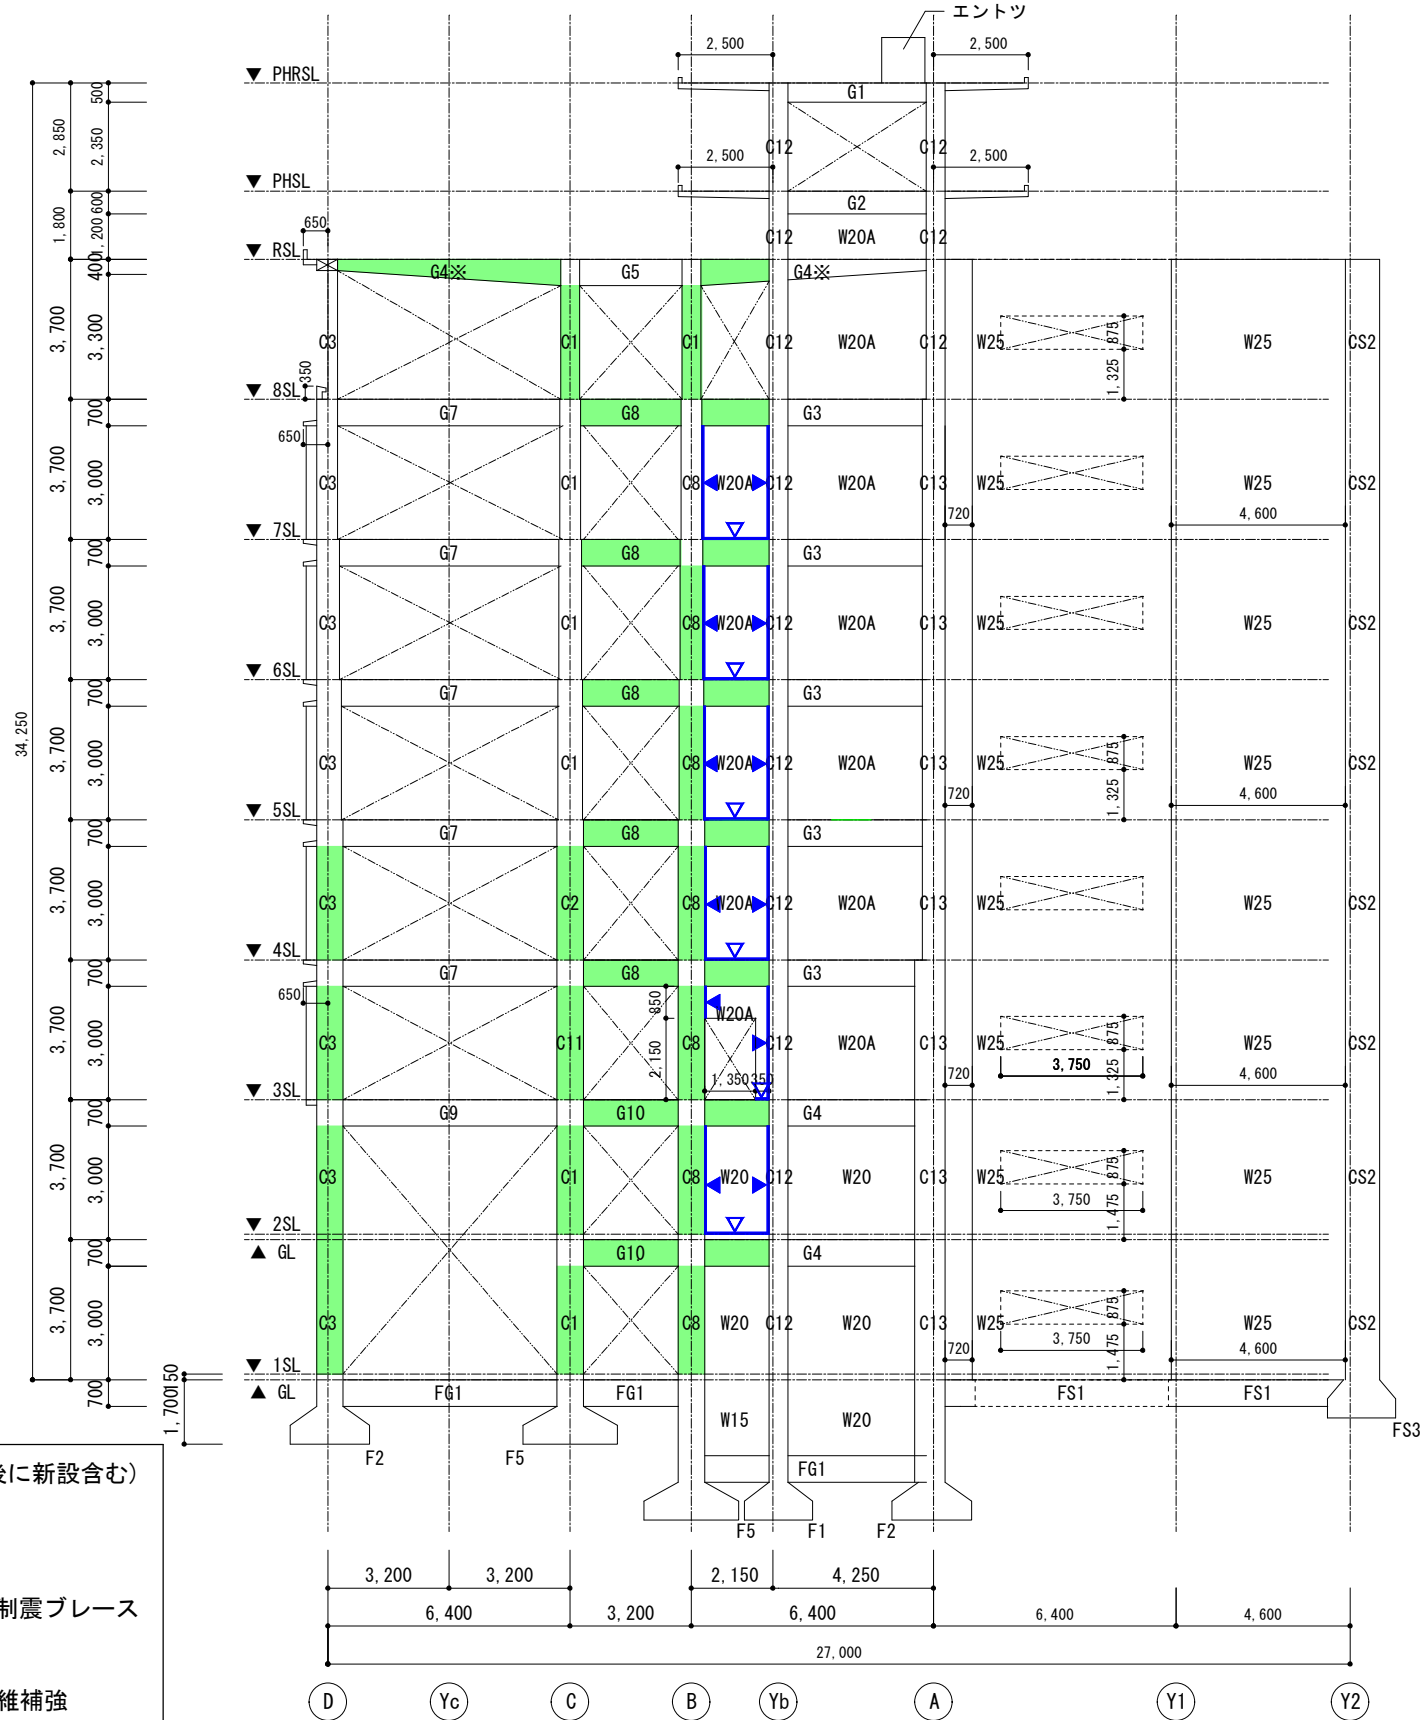 エントツ
2,500 2,500
▼ PHRSL
G1
500
2,850 2,350
C12 C12
2,500 2,500
▼ PHSL
600
G2
1,800 1,200
650
C12 W20A C12
▼ RSL
400
G4※ G5 G4※
3,700 3,300
C3 C1 C1 C12 W20A C12 W25 875 W25 CS2
350 1,325
▼ 8SL
700 G7 G8 G3
650
3,700 3,000
C3 C1 C8 W20A C12 W20A C13 W25 W25 CS2
720 4,600
▼ 7SL
700 G7 G8 G3
3,700 3,000
C3 C1 C8 W20A C12 W20A C13 W25 W25 CS2
▼ 6SL
700 G7 G8 G3
34,250
3,700 3,000
C3 C1 C8 W20A C12 W20A C13 W25 875 W25 CS2
1,325
720 4,600
▼ 5SL
700 G7 G8 G3
3,700 3,000
C3 C2 C8 W20A C12 W20A C13 W25 W25 CS2
▼ 4SL
700 G7 G8 G3
650 850
W20A
3,700 3,000
C3 C11 C8 C12 W20A C13 W25 875 W25 CS2
2,150 3,750 1,325
1,350 350 720 4,600
▼ 3SL
700 G9 G10 G4
3,700 3,000
C3 C1 C8 W20 C12 W20 C13 W25 875 W25 CS2
3,750 1,475
▼ 2SL
▲ GL
700 G10 G4
3,700 3,000
C3 C1 C8 W20 C12 W20 C13 W25 875 W25 CS2
3,750 1,475
720 4,600
▼ 1SL
150
▲ GL
700 FG1 FG1 FS1 FS1
1,700
W15 W20
FS3
F2 F5
FG1
後に新設含む）
F5 F1 F2
3,200 3,200 2,150 4,250
制震ブレース
6,400 3,200 6,400 6,400 4,600
27,000
維補強
D Yc C B Yb A Y1 Y2